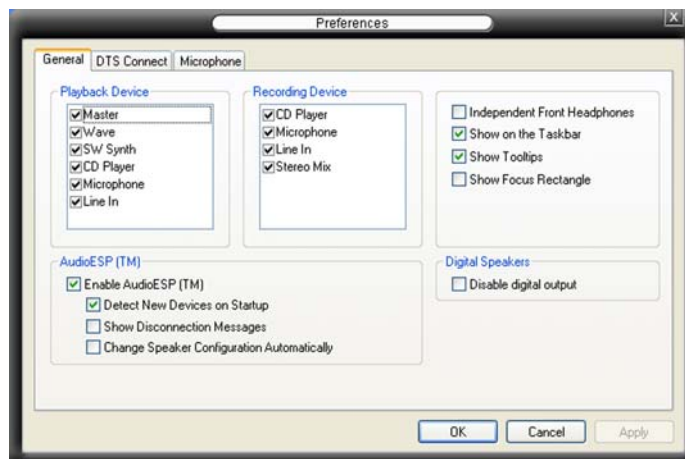 Preferences
X
General DTS Connect Microphone
Playback Device
Master
Wave
SW Synth
CD Player
Microphone
Line In
Recording Device
CD Player
Microphone
Line In
Stereo Mix
Independent Front Headphones
Show on the Taskbar
Show Tooltips
Show Focus Rectangle
AudioESP (TM)
Enable AudioESP (TM)
Detect New Devices on Startup
Show Disconnection Messages
Change Speaker Configuration Automatically
Digital Speakers
Disable digital output
OK Cancel Apply